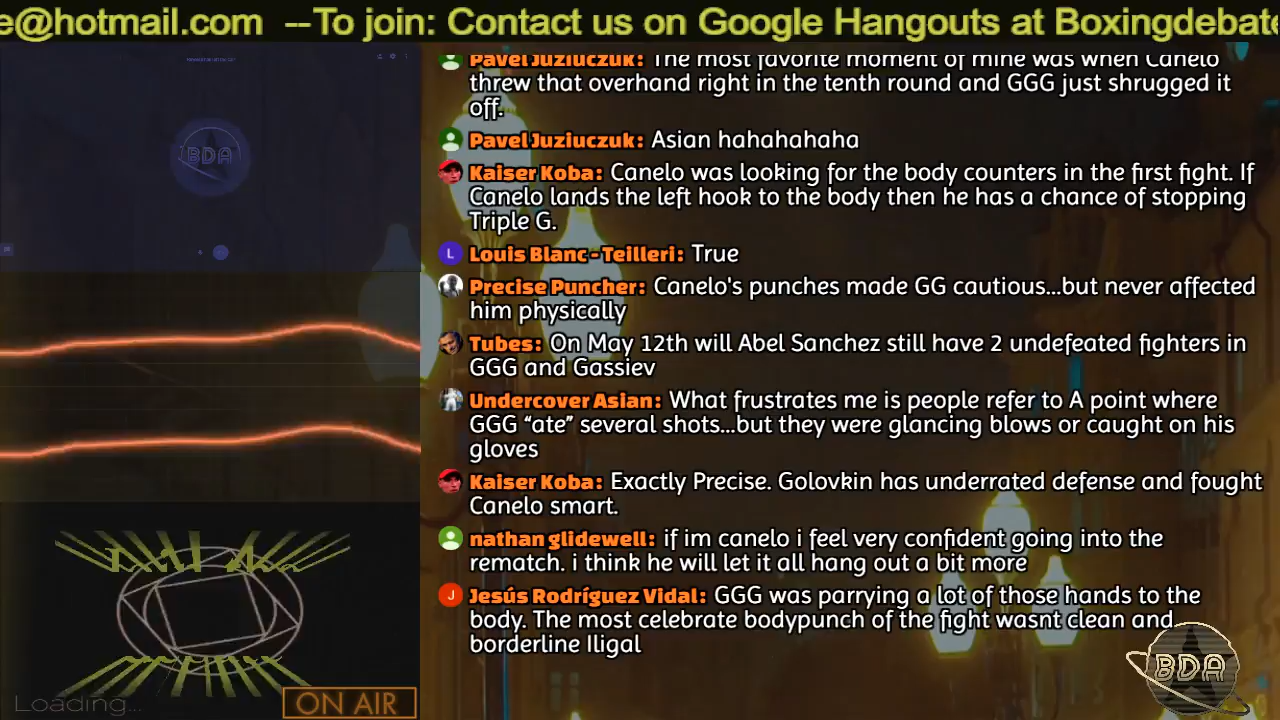 e@hotmail.com --To join: Contact us on Google Hangouts at Boxingdebate
Pavel Juziuczuk: The most favorite moment of mine was when Canelo
threw that overhand right in the tenth round and GGG just shrugged it
off.
Pavel Juziuczuk: Asian hahahahaha
Kaiser Koba: Canelo was looking for the body counters in the first fight. If
Canelo lands the left hook to the body then he has a chance of stopping
Triple G.
L Louis Blanc - Teilleri: True
Precise Puncher: Canelo's punches made GG cautious...but never affected
him physically
Tubes: On May 12th will Abel Sanchez still have 2 undefeated fighters in
GGG and Gassiev
Undercover Asian: What frustrates me is people refer to A point where
GGG “ate” several shots...but they were glancing blows or caught on his
gloves
Kaiser Koba: Exactly Precise. Golovkin has underrated defense and fought
Canelo smart.
nathan glidewell: if im canelo i feel very confident going into the
rematch. i think he will let it all hang out a bit more
J Jesús Rodríguez Vidal: GGG was parrying a lot of those hands to the
body. The most celebrate bodypunch of the fight wasnt clean and
borderline Iligal
BDA
Loading...
ON AIR
BDA